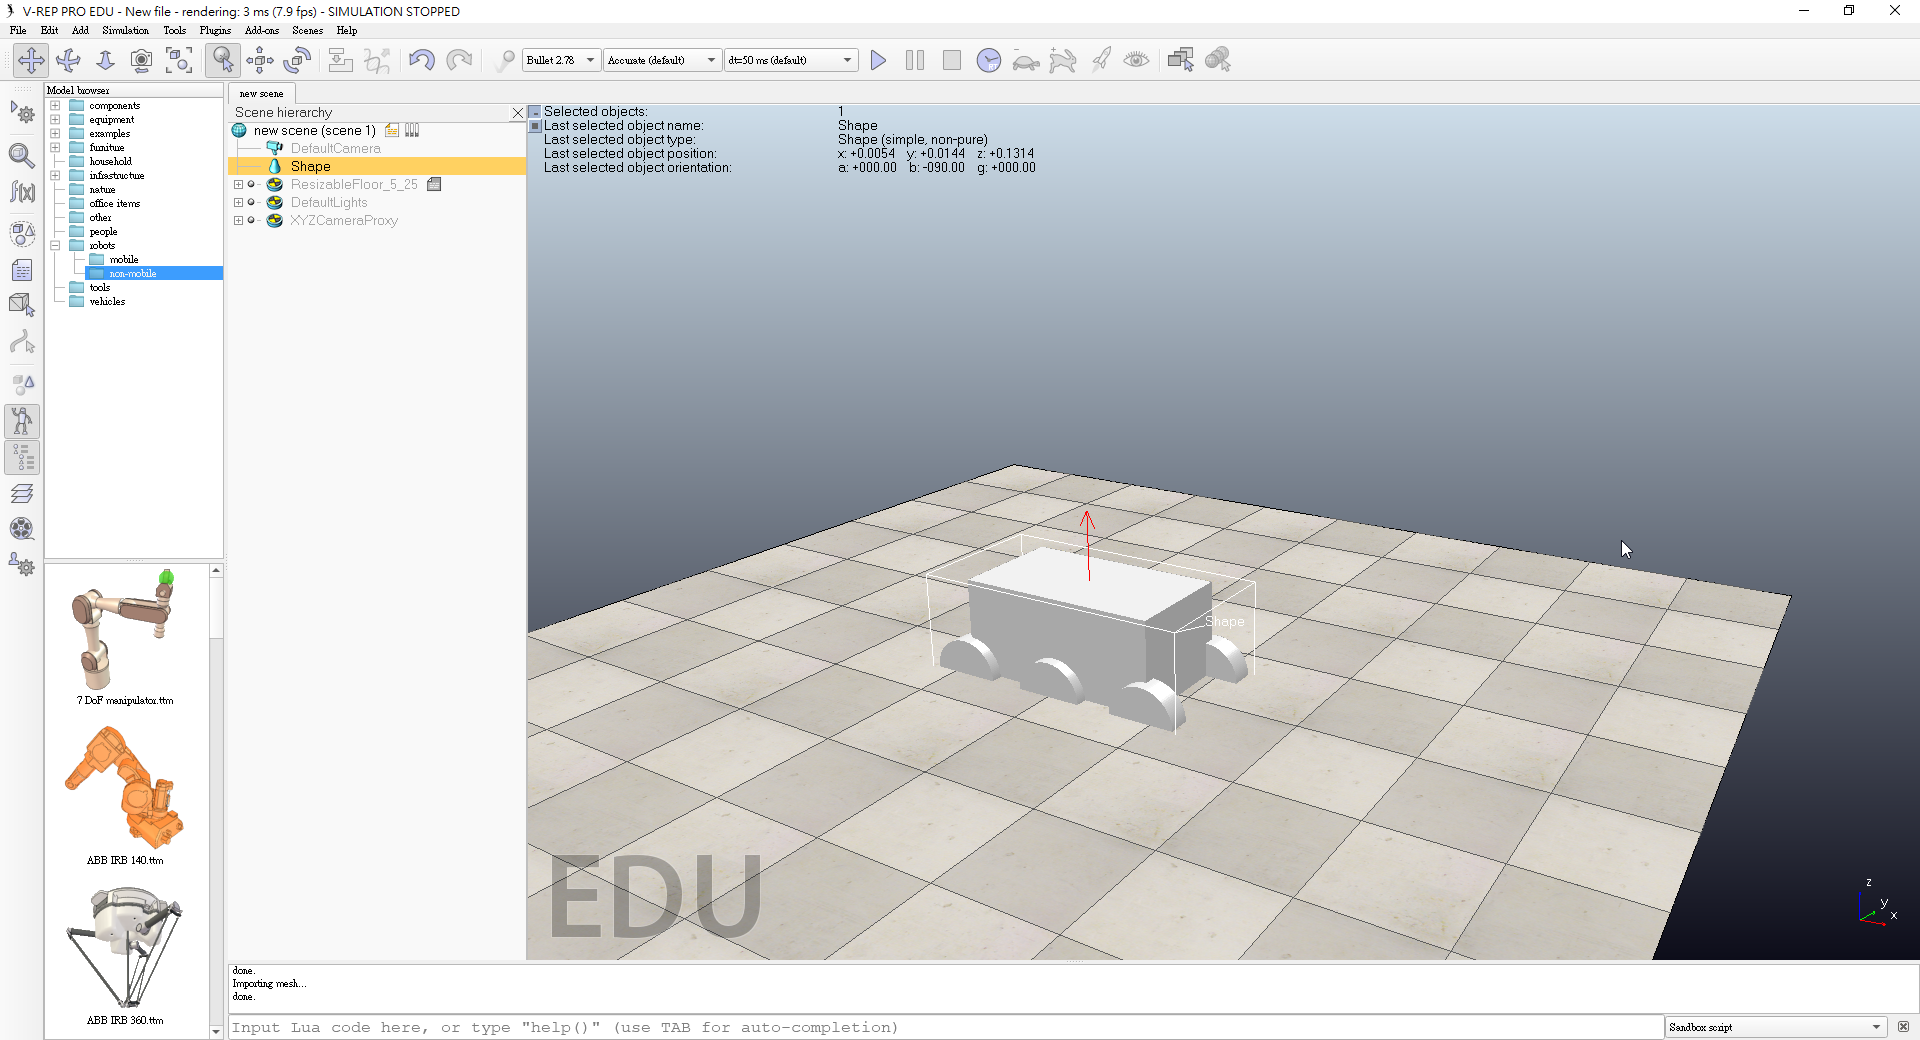 V-REP PRO EDU - New file - rendering: 3 ms (7.9 fps) - SIMULATION STOPPED
File Edit Add Simulation Tools Plugins Add-ons Scenes Help
Bullet 2.78 Accurate (default) dt=50 ms (default)
Model browser
components
equipment
examples
furniture
household
infrastructure
nature
office items
other
people
robots
mobile
non-mobile
tools
vehicles
7 DoF manipulator.ttm
ABB IRB 140.ttm
ABB IRB 360.ttm
new scene
Scene hierarchy
new scene (scene 1)
DefaultCamera
Shape
ResizableFloor_5_25
DefaultLights
XYZCameraProxy
Selected objects: 1
Last selected object name: Shape
Last selected object type: Shape (simple, non-pure)
Last selected object position: x: +0.0054 y: +0.0144 z: +0.1314
Last selected object orientation: a: +000.00 b: -090.00 g: +000.00
Shape
EDU
z
y
x
done.
Importing mesh...
done.
Input Lua code here, or type "help()" (use TAB for auto-completion)
Sandbox script